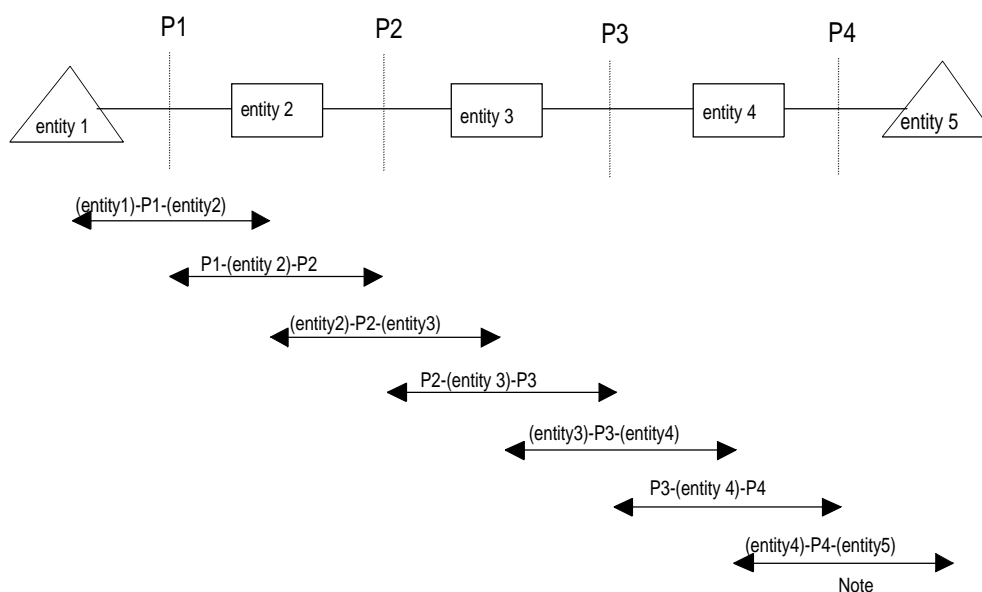 P1
P2
P3
P4
entity 1
entity 2
entity 3
entity 4
entity 5
(entity1)-P1-(entity2)
P1-(entity 2)-P2
(entity2)-P2-(entity3)
P2-(entity 3)-P3
(entity3)-P3-(entity4)
P3-(entity 4)-P4
(entity4)-P4-(entity5)
Note